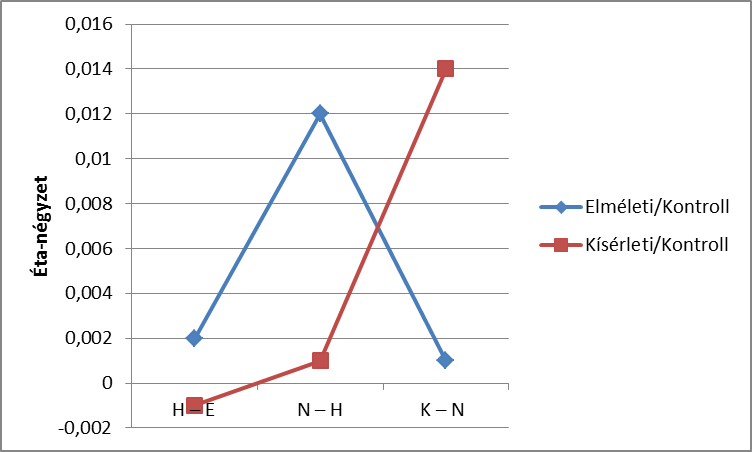 Éta-négyzet
0,016
0,014
0,012
0,01
0,008
0,006
0,004
0,002
0
-0,002
H – E
N – H
K – N
Elméleti/Kontroll
Kísérleti/Kontroll